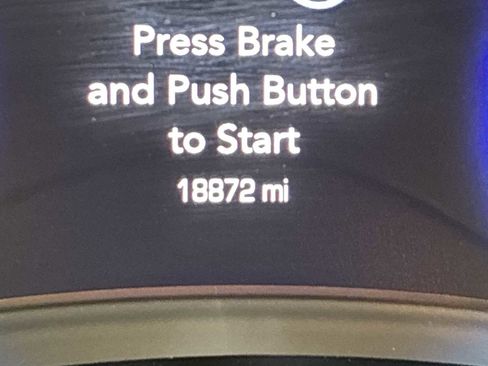 Press Brake
and Push Button
to Start
18872 mi